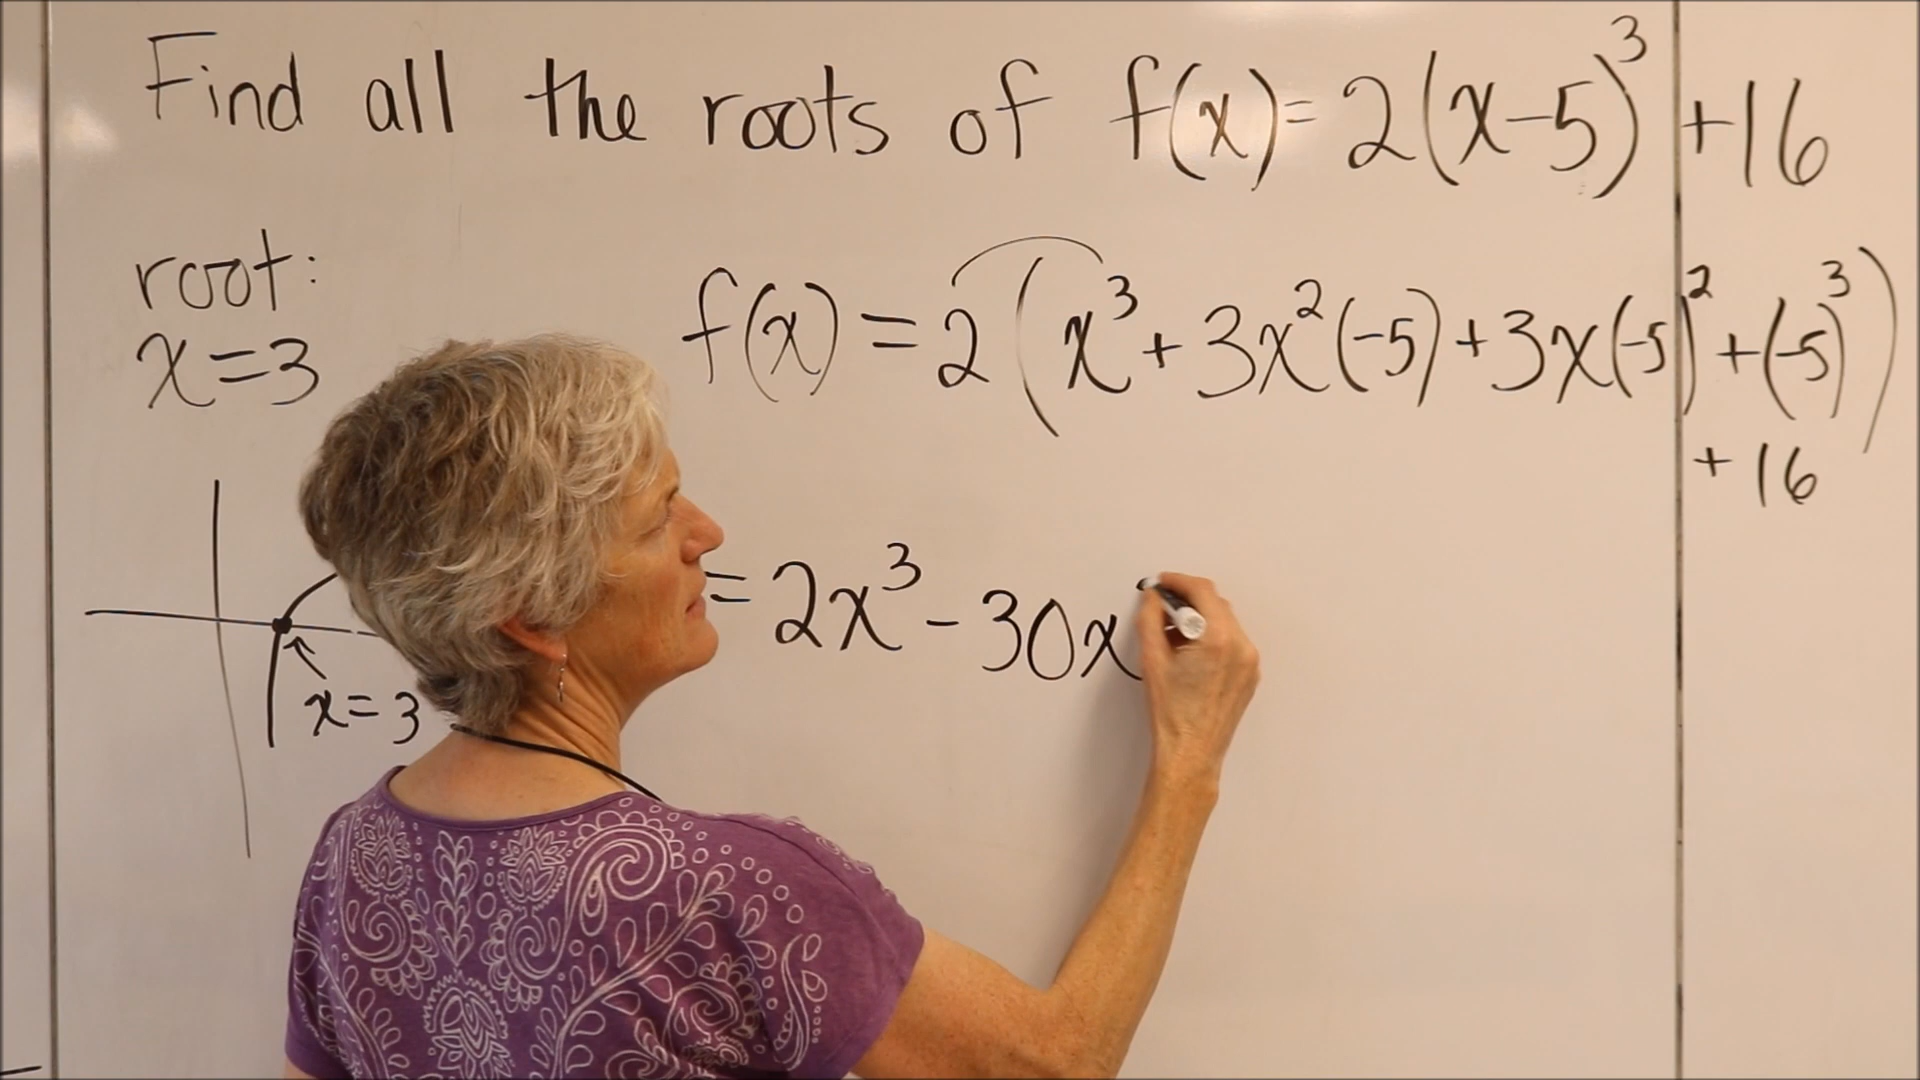 Find all the roots of f(x) = 2(x-5)³ + 16
root:
x = 3
f(x) = 2(x³ + 3x²(-5) + 3x(-5)² + (-5)³)
+ 16
= 2x³ - 30x
x = 3